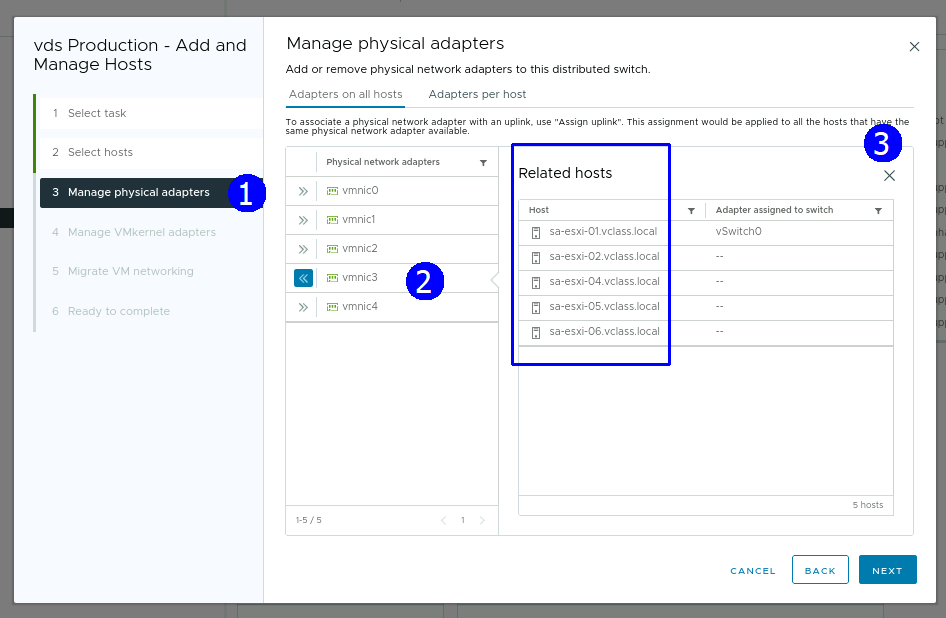 vds Production - Add and
Manage Hosts
1 Select task
2 Select hosts
3 Manage physical adapters
1
4 Manage VMkernel adapters
5 Migrate VM networking
6 Ready to complete
Manage physical adapters
Add or remove physical network adapters to this distributed switch.
Adapters on all hosts Adapters per host
To associate a physical network adapter with an uplink, use "Assign uplink". This assignment would be applied to all the hosts that have the
same physical network adapter available.
3
Physical network adapters
vmnic0
vmnic1
vmnic2
vmnic3
2
vmnic4
1-5 / 5 1
Related hosts
Host Adapter assigned to switch
sa-esxi-01.vclass.local vSwitch0
sa-esxi-02.vclass.local --
sa-esxi-04.vclass.local --
sa-esxi-05.vclass.local --
sa-esxi-06.vclass.local --
5 hosts
CANCEL BACK NEXT